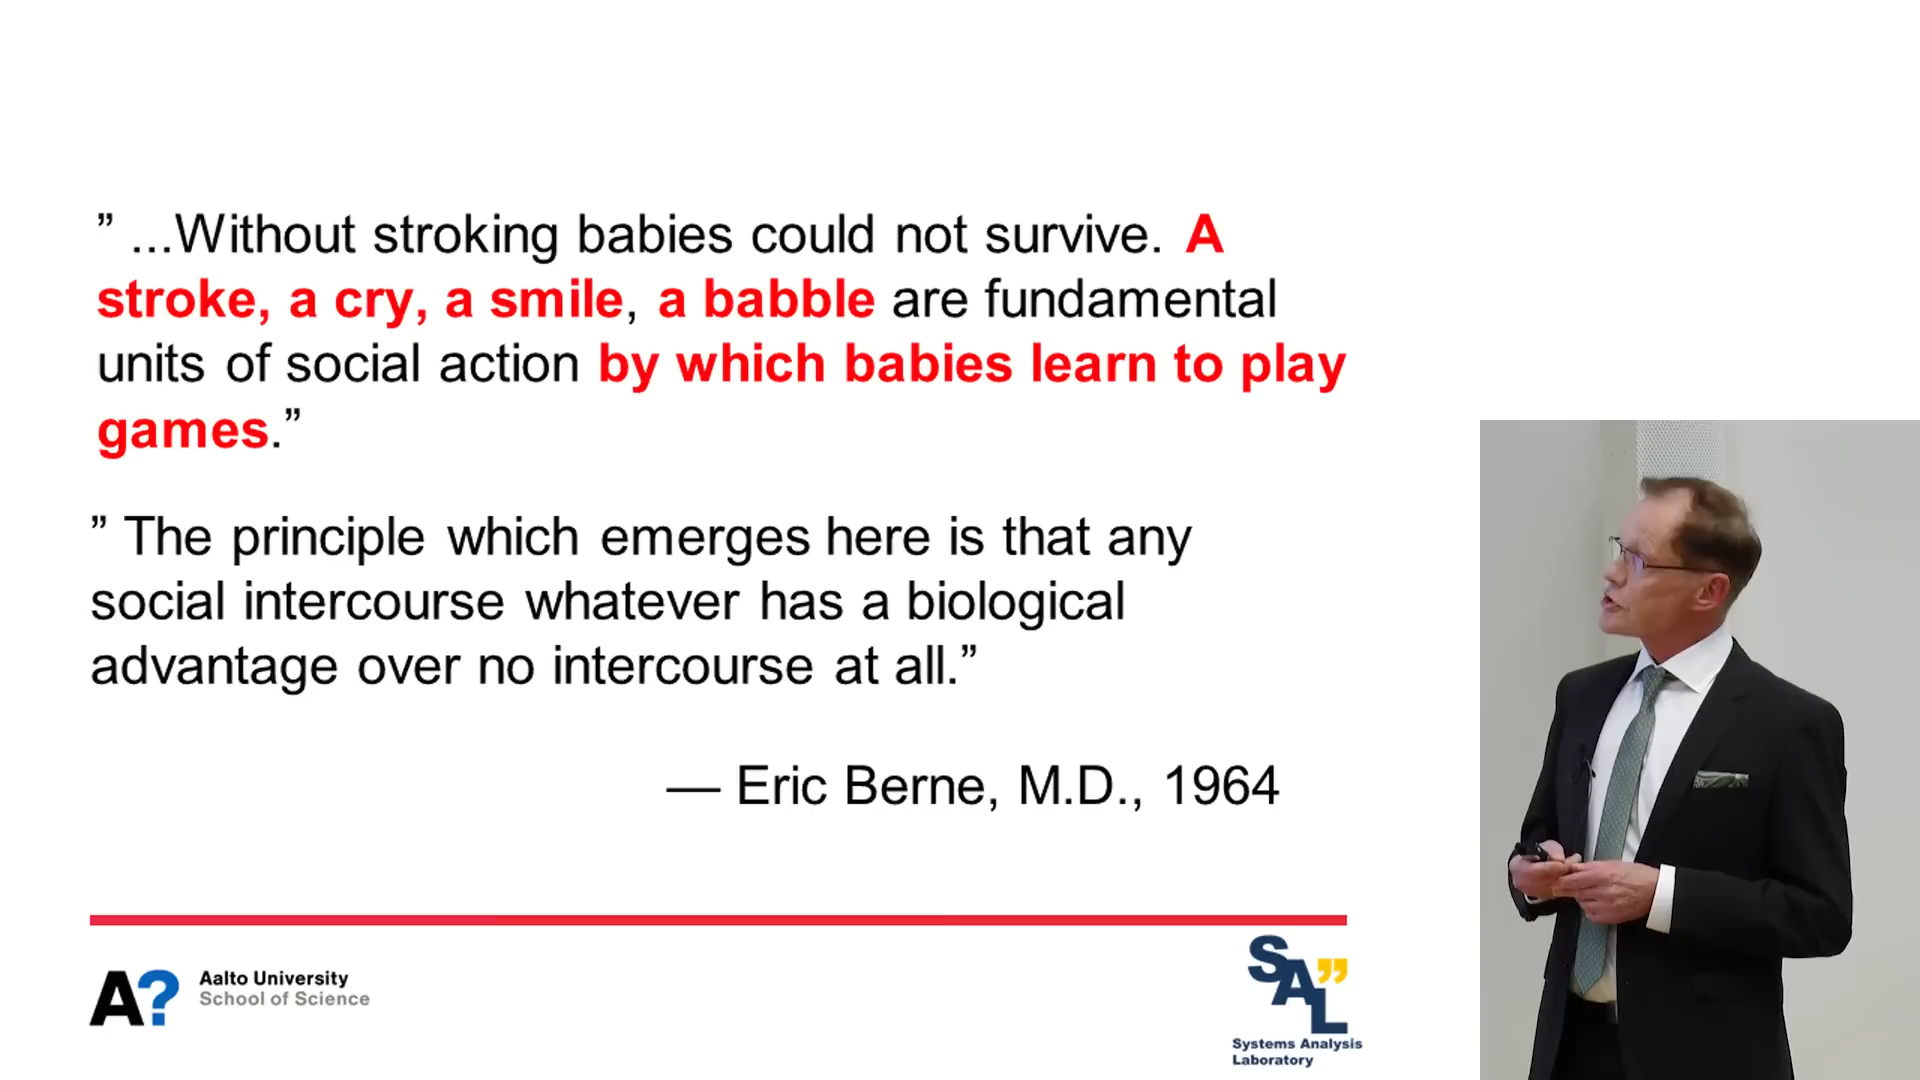 ” ...Without stroking babies could not survive. A
stroke, a cry, a smile, a babble are fundamental
units of social action by which babies learn to play
games.”
” The principle which emerges here is that any
social intercourse whatever has a biological
advantage over no intercourse at all.”
— Eric Berne, M.D., 1964
A?
Aalto University
School of Science
SAL”
Systems Analysis
Laboratory